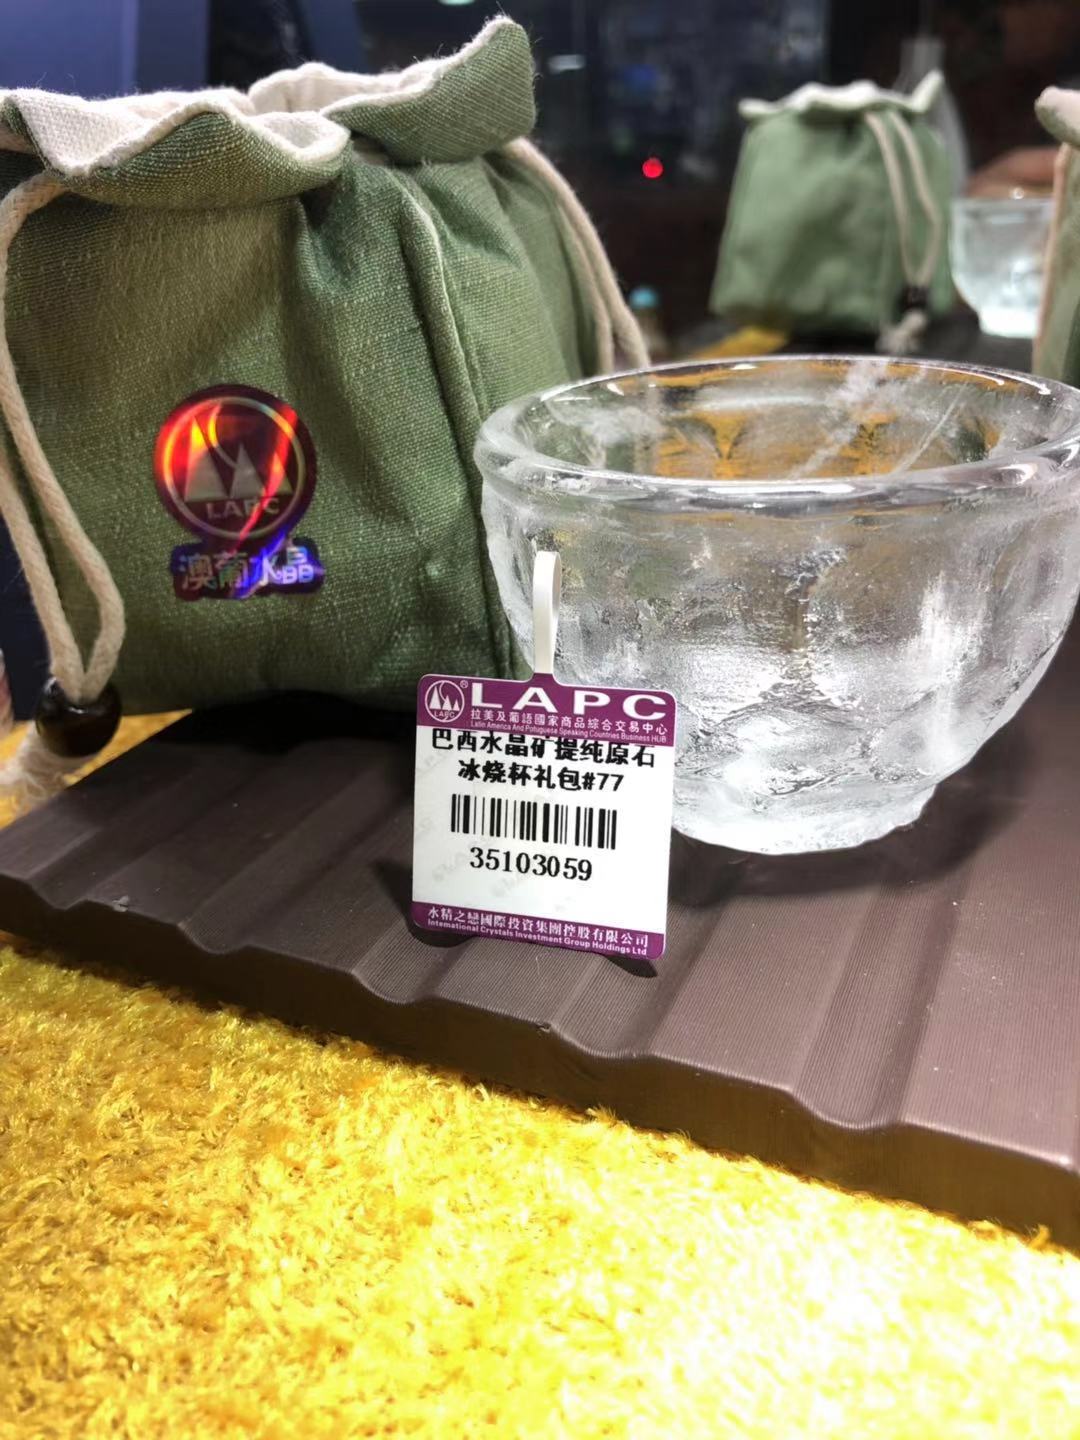 LAPC
澳葡水晶
LAPC
®
LAPC
拉美及葡語國家商品綜合交易中心
Latin America And Potuguese Speaking Countries Business HUB
巴西水晶矿提纯原石
冰烧杯礼包#77
35103059
水精之戀國際投資集團控股有限公司
International Crystals Investment Group Holdings Ltd